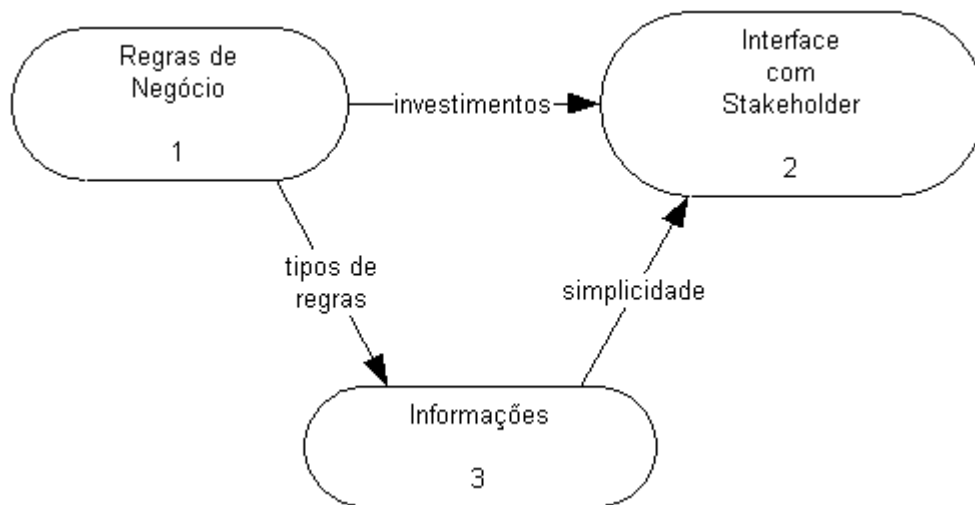 Regras de
Negócio
1
investimentos
Interface
com
Stakeholder
2
tipos de
regras
simplicidade
Informações
3